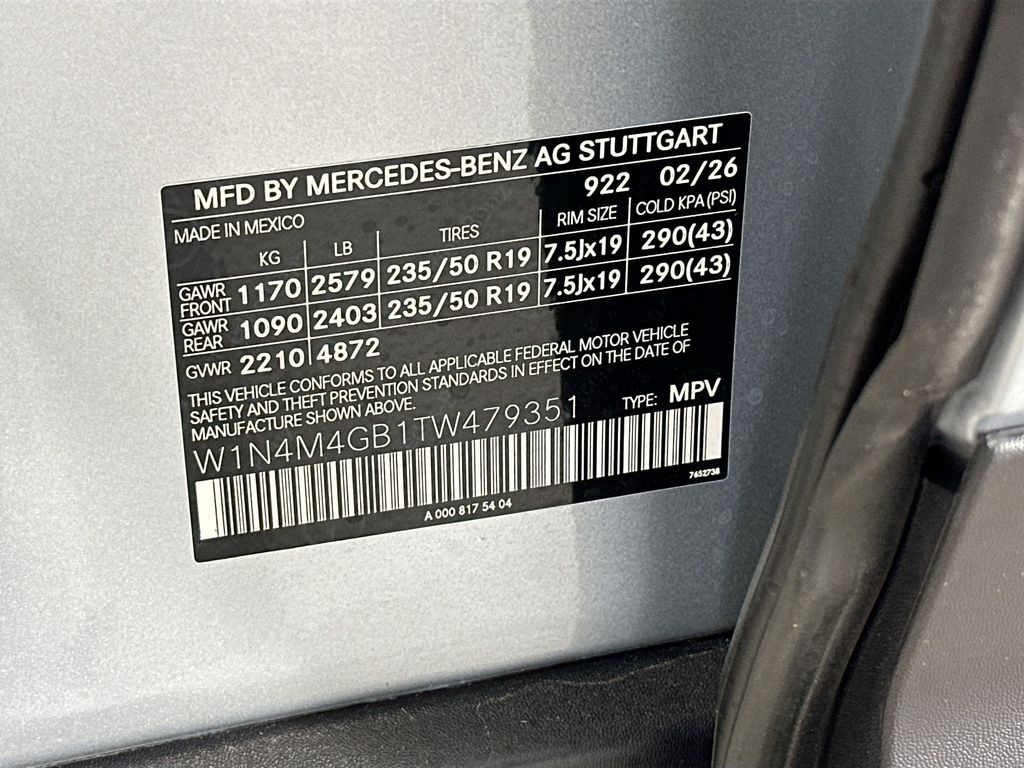 MFD BY MERCEDES-BENZ AG STUTTGART
MADE IN MEXICO 922 02/26
KG LB TIRES RIM SIZE COLD KPA (PSI)
GAWR FRONT 1170 2579 235/50 R19 7.5Jx19 290(43)
GAWR REAR 1090 2403 235/50 R19 7.5Jx19 290(43)
GVWR 2210 4872
THIS VEHICLE CONFORMS TO ALL APPLICABLE FEDERAL MOTOR VEHICLE
SAFETY AND THEFT PREVENTION STANDARDS IN EFFECT ON THE DATE OF
MANUFACTURE SHOWN ABOVE.
W1N4M4GB1TW479351 TYPE: MPV
7652738
A 000 817 54 04